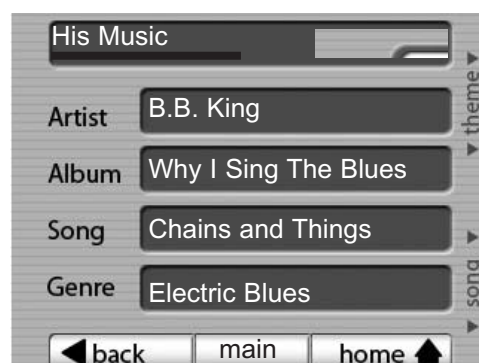 His Music
theme
Artist B.B. King
Album Why I Sing The Blues
Song Chains and Things
song
Genre Electric Blues
back main home